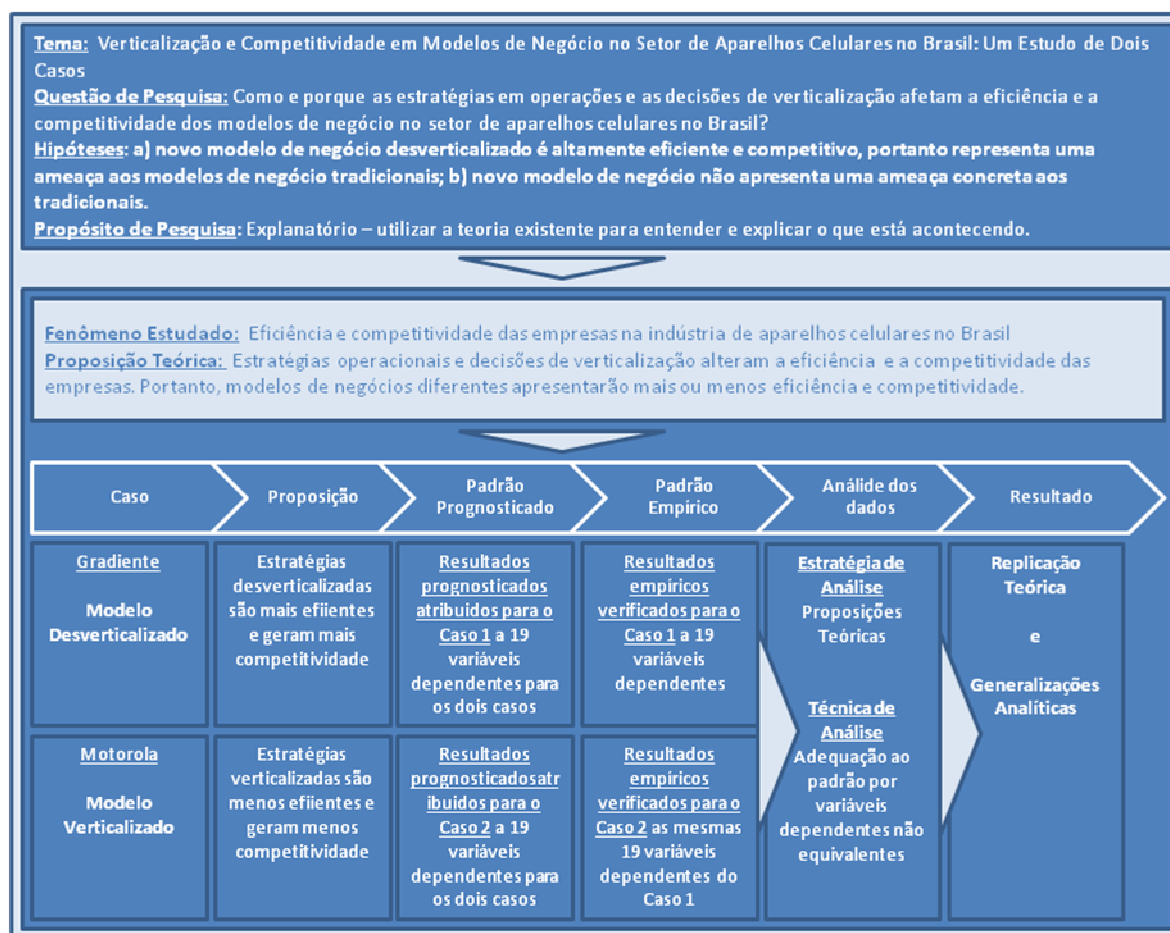 Tema: Verticalização e Competitividade em Modelos de Negócio no Setor de Aparelhos Celulares no Brasil: Um Estudo de Dois
Casos
Questão de Pesquisa: Como e porque as estratégias em operações e as decisões de verticalização afetam a eficiência e a
competitividade dos modelos de negócio no setor de aparelhos celulares no Brasil?
Hipóteses: a) novo modelo de negócio desverticalizado é altamente eficiente e competitivo, portanto representa uma
ameaça aos modelos de negócio tradicionais; b) novo modelo de negócio não apresenta uma ameaça concreta aos
tradicionais.
Propósito de Pesquisa: Explanatório – utilizar a teoria existente para entender e explicar o que está acontecendo.
Fenômeno Estudado: Eficiência e competitividade das empresas na indústria de aparelhos celulares no Brasil
Proposição Teórica: Estratégias operacionais e decisões de verticalização alteram a eficiência e a competitividade das
empresas. Portanto, modelos de negócios diferentes apresentarão mais ou menos eficiência e competitividade.
Caso
Proposição
Padrão
Prognosticado
Padrão
Empírico
Análide dos
dados
Resultado
Gradiente
Modelo
Desverticalizado
Estratégias
desverticalizadas
são mais efiientes
e geram mais
competitividade
Resultados
prognosticados
atribuidos para o
Caso 1 a 19
variáveis
dependentes para
os dois casos
Resultados
empíricos
verificados para o
Caso 1 a 19
variáveis
dependentes
Estratégia de
Análise
Proposições
Teóricas
Técnica de
Análise
Adequação ao
padrão por
variáveis
dependentes não
equivalentes
Replicação
Teórica
e
Generalizações
Analíticas
Motorola
Modelo
Verticalizado
Estratégias
verticalizadas são
menos efiientes e
geram menos
competitividade
Resultados
prognosticadosatr
ibuidos para o
Caso 2 a 19
variáveis
dependentes para
os dois casos
Resultados
empíricos
verificados para o
Caso 2 as mesmas
19 variáveis
dependentes do
Caso 1